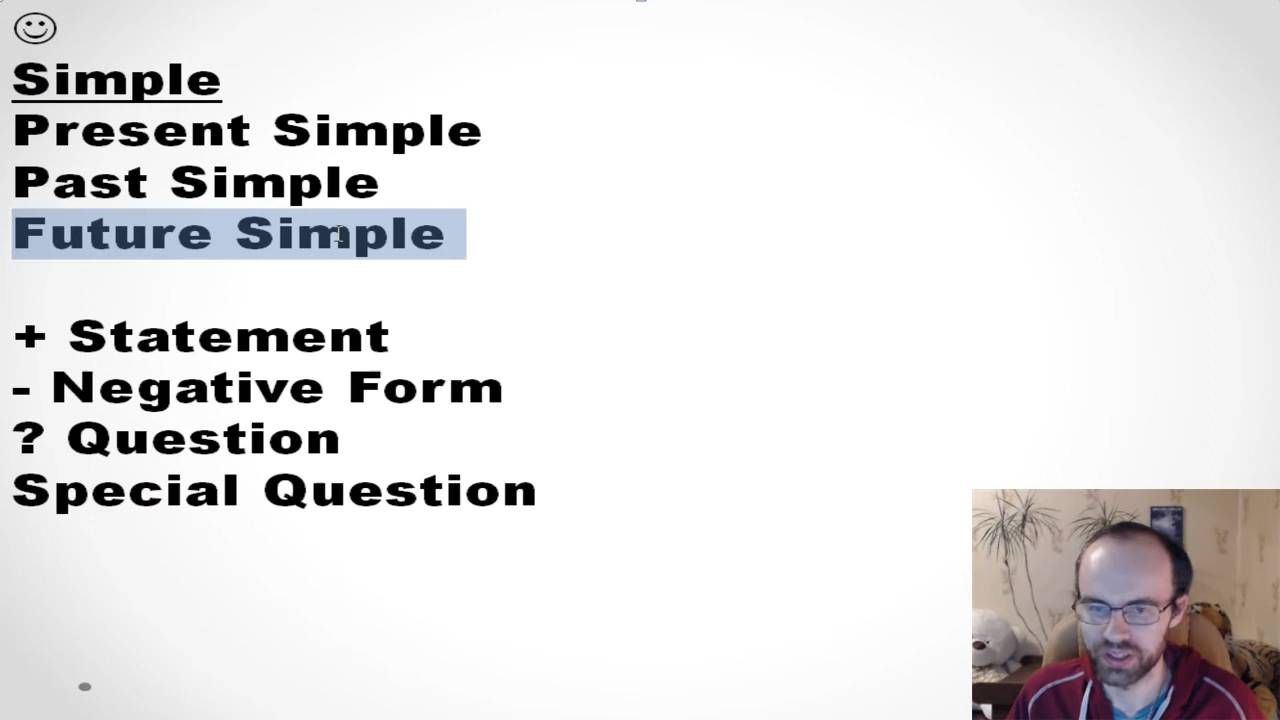 Simple
Present Simple
Past Simple
Future Simple
+ Statement
- Negative Form
? Question
Special Question